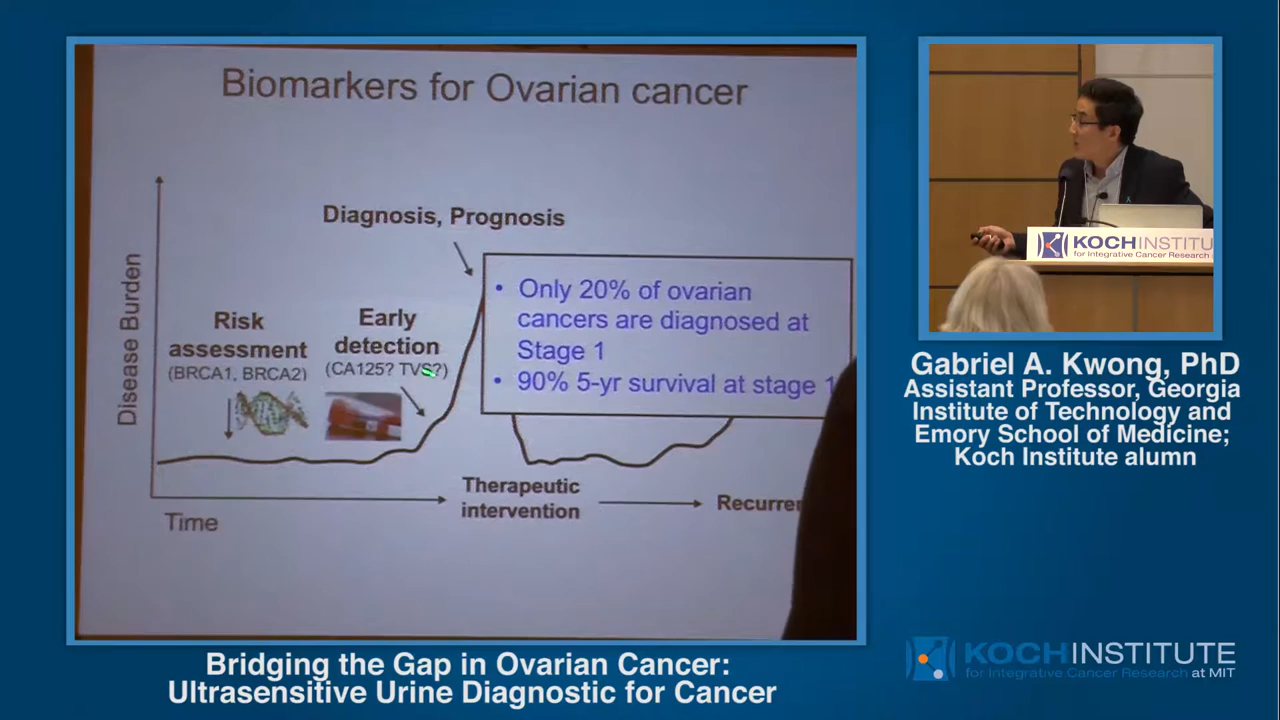 Biomarkers for Ovarian cancer
Disease Burden
Diagnosis, Prognosis
Risk
assessment
(BRCA1, BRCA2)
Early
detection
(CA125? TVS?)
• Only 20% of ovarian
cancers are diagnosed at
Stage 1
• 90% 5-yr survival at stage 1
Therapeutic
intervention
Recurren
Time
KOCH INSTITU
for Integrative Cancer Research
Gabriel A. Kwong, PhD
Assistant Professor, Georgia
Institute of Technology and
Emory School of Medicine;
Koch Institute alumn
Bridging the Gap in Ovarian Cancer:
Ultrasensitive Urine Diagnostic for Cancer
KOCH INSTITUTE
for Integrative Cancer Research at MIT